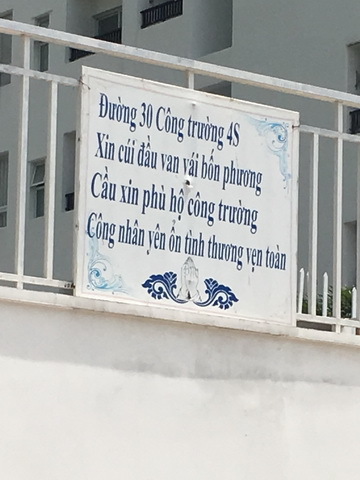 Đường 30 Công trường 4S
Xin cúi đầu van vái bốn phương
Cầu xin phù hộ công trường
Công nhân yên ổn tình thương vẹn toàn